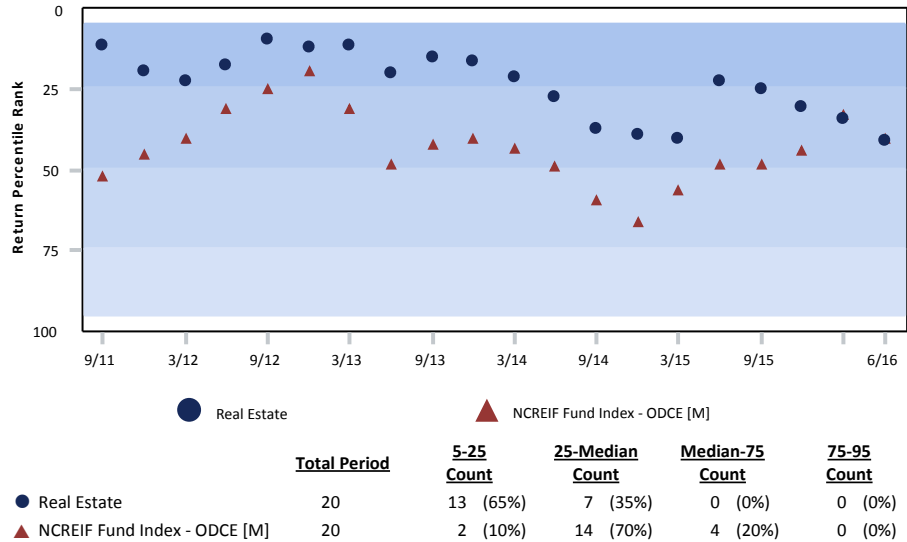 0
25
50
75
100
Return Percentile Rank
9/11 3/12 9/12 3/13 9/13 3/14 9/14 3/15 9/15 6/16
Real Estate NCREIF Fund Index - ODCE [M]
Total Period 5-25 Count 25-Median Count Median-75 Count 75-95 Count
Real Estate 20 13 (65%) 7 (35%) 0 (0%) 0 (0%)
NCREIF Fund Index - ODCE [M] 20 2 (10%) 14 (70%) 4 (20%) 0 (0%)